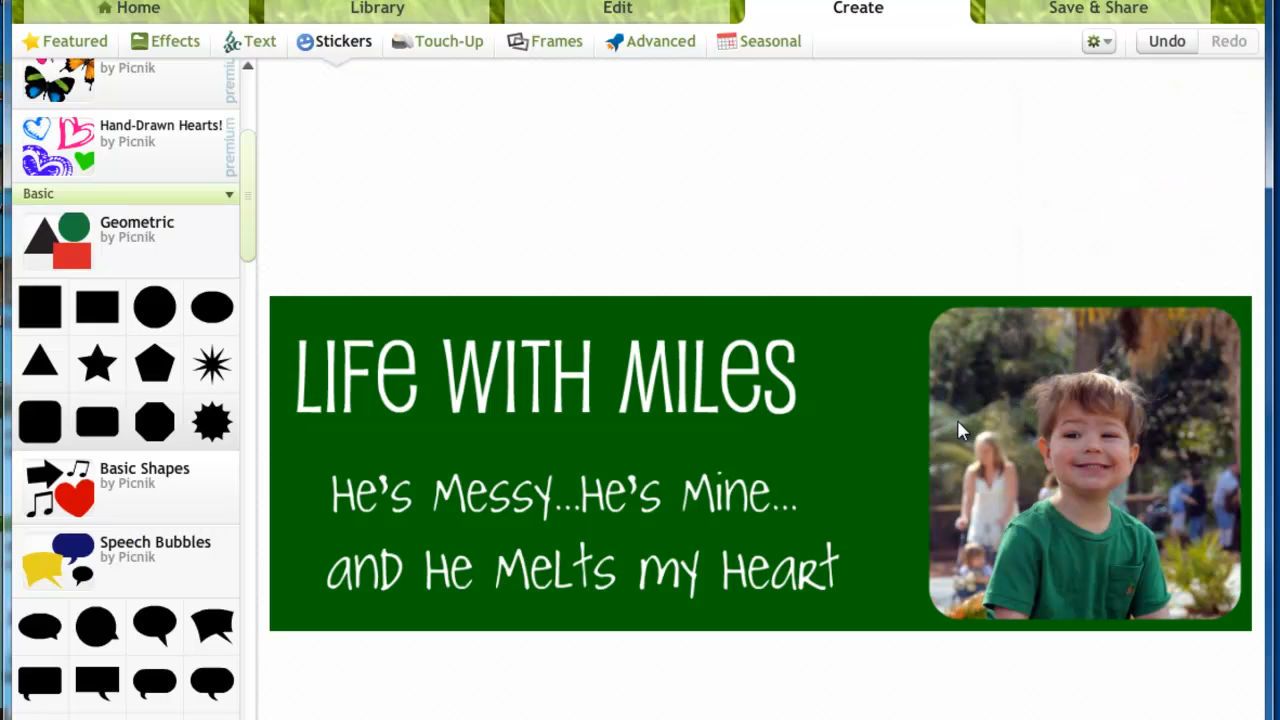 Home Library Edit Create Save & Share
Featured Effects Text Stickers Touch-Up Frames Advanced Seasonal Undo Redo
by Picnik
premium
Hand-Drawn Hearts!
by Picnik
premium
Basic
Geometric
by Picnik
Basic Shapes
by Picnik
Speech Bubbles
by Picnik
Life with Miles
He's Messy...He's Mine...
and He Melts my Heart